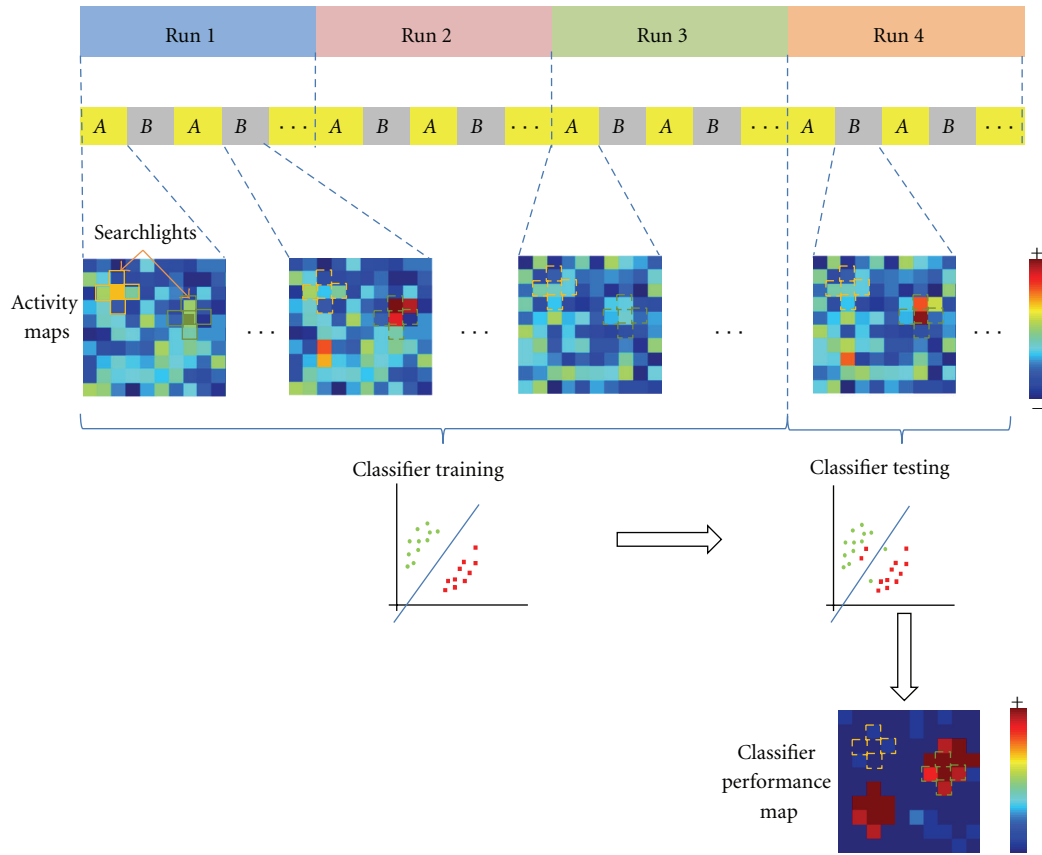 Run 1 Run 2 Run 3 Run 4
A B A B ... A B A B ... A B A B ... A B A B ...
Searchlights
Activity
maps
... ... ... ...
+
−
Classifier training
Classifier testing
+
Classifier
performance
map